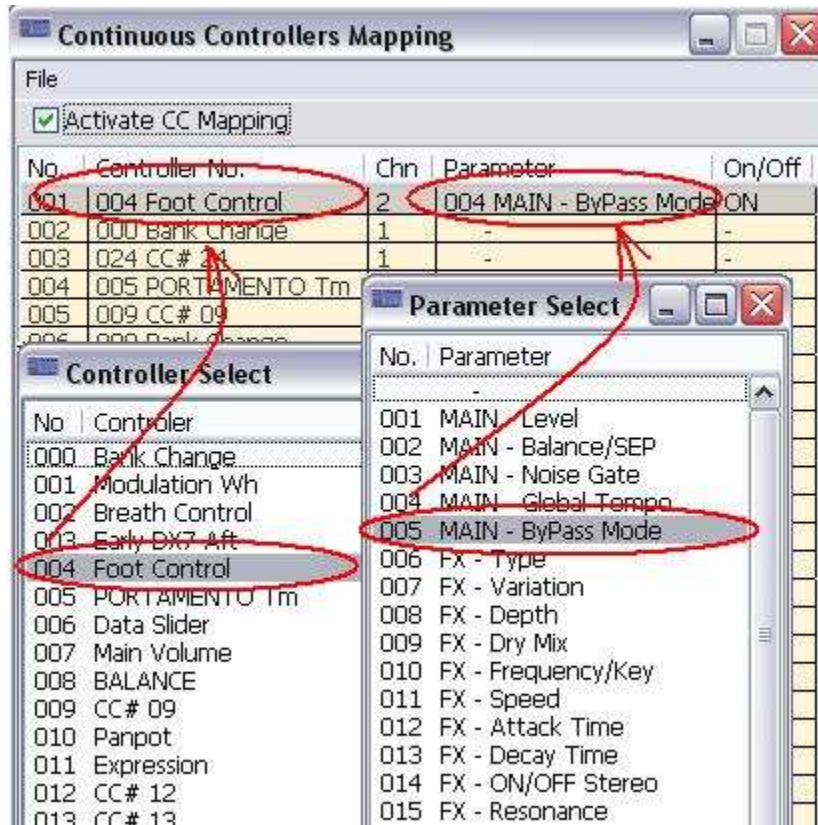 Continuous Controllers Mapping
File
Activate CC Mapping
No. Controller No. Chn Parameter On/Off
001 004 Foot Control 2 004 MAIN - ByPass Mode ON
002 000 Bank Change 1 - -
003 024 CC# 24 1 - -
004 005 PORTAMENTO Tm
005 009 CC# 09
006 000 Bank Change
Controller Select
No Controler
000 Bank Change
001 Modulation Wh
002 Breath Control
003 Early DX7 Aft
004 Foot Control
005 PORTAMENTO Tm
006 Data Slider
007 Main Volume
008 BALANCE
009 CC# 09
010 Panpot
011 Expression
012 CC# 12
013 CC# 13
Parameter Select
No. Parameter
-
001 MAIN - Level
002 MAIN - Balance/SEP
003 MAIN - Noise Gate
004 MAIN - Global Tempo
005 MAIN - ByPass Mode
006 FX - Type
007 FX - Variation
008 FX - Depth
009 FX - Dry Mix
010 FX - Frequency/Key
011 FX - Speed
012 FX - Attack Time
013 FX - Decay Time
014 FX - ON/OFF Stereo
015 FX - Resonance